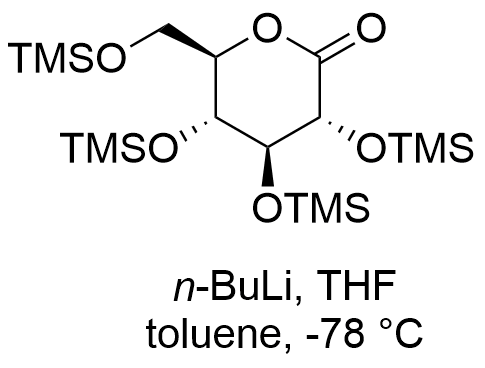 O O
TMSO
TMSO OTMS
OTMS
n-BuLi, THF
toluene, -78 °C